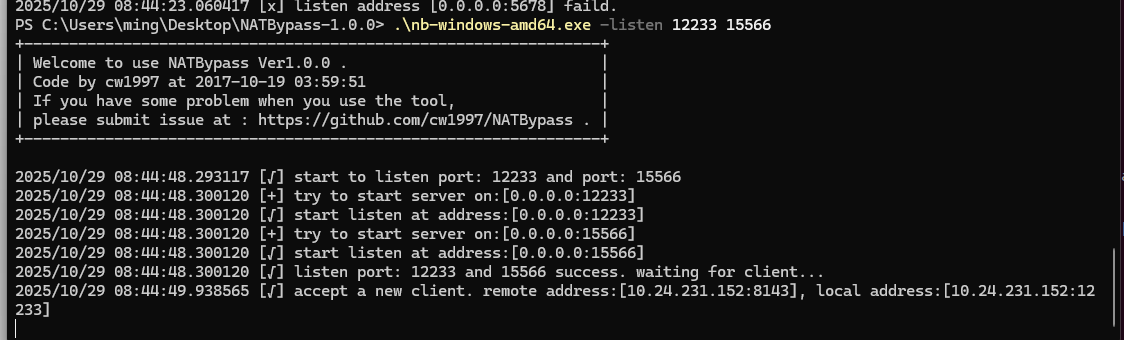 2025/10/29 08:44:23.060417 [x] listen address [0.0.0.0:5678] faild.
PS C:\Users\ming\Desktop\NATBypass-1.0.0> .\nb-windows-amd64.exe -listen 12233 15566
+----------------------------------------------------------------+
| Welcome to use NATBypass Ver1.0.0 .                            |
| Code by cw1997 at 2017-10-19 03:59:51                          |
| If you have some problem when you use the tool,                |
| please submit issue at : https://github.com/cw1997/NATBypass . |
+----------------------------------------------------------------+
2025/10/29 08:44:48.293117 [√] start to listen port: 12233 and port: 15566
2025/10/29 08:44:48.300120 [+] try to start server on:[0.0.0.0:12233]
2025/10/29 08:44:48.300120 [√] start listen at address:[0.0.0.0:12233]
2025/10/29 08:44:48.300120 [+] try to start server on:[0.0.0.0:15566]
2025/10/29 08:44:48.300120 [√] start listen at address:[0.0.0.0:15566]
2025/10/29 08:44:48.300120 [√] listen port: 12233 and 15566 success. waiting for client...
2025/10/29 08:44:49.938565 [√] accept a new client. remote address:[10.24.231.152:8143], local address:[10.24.231.152:12
233]